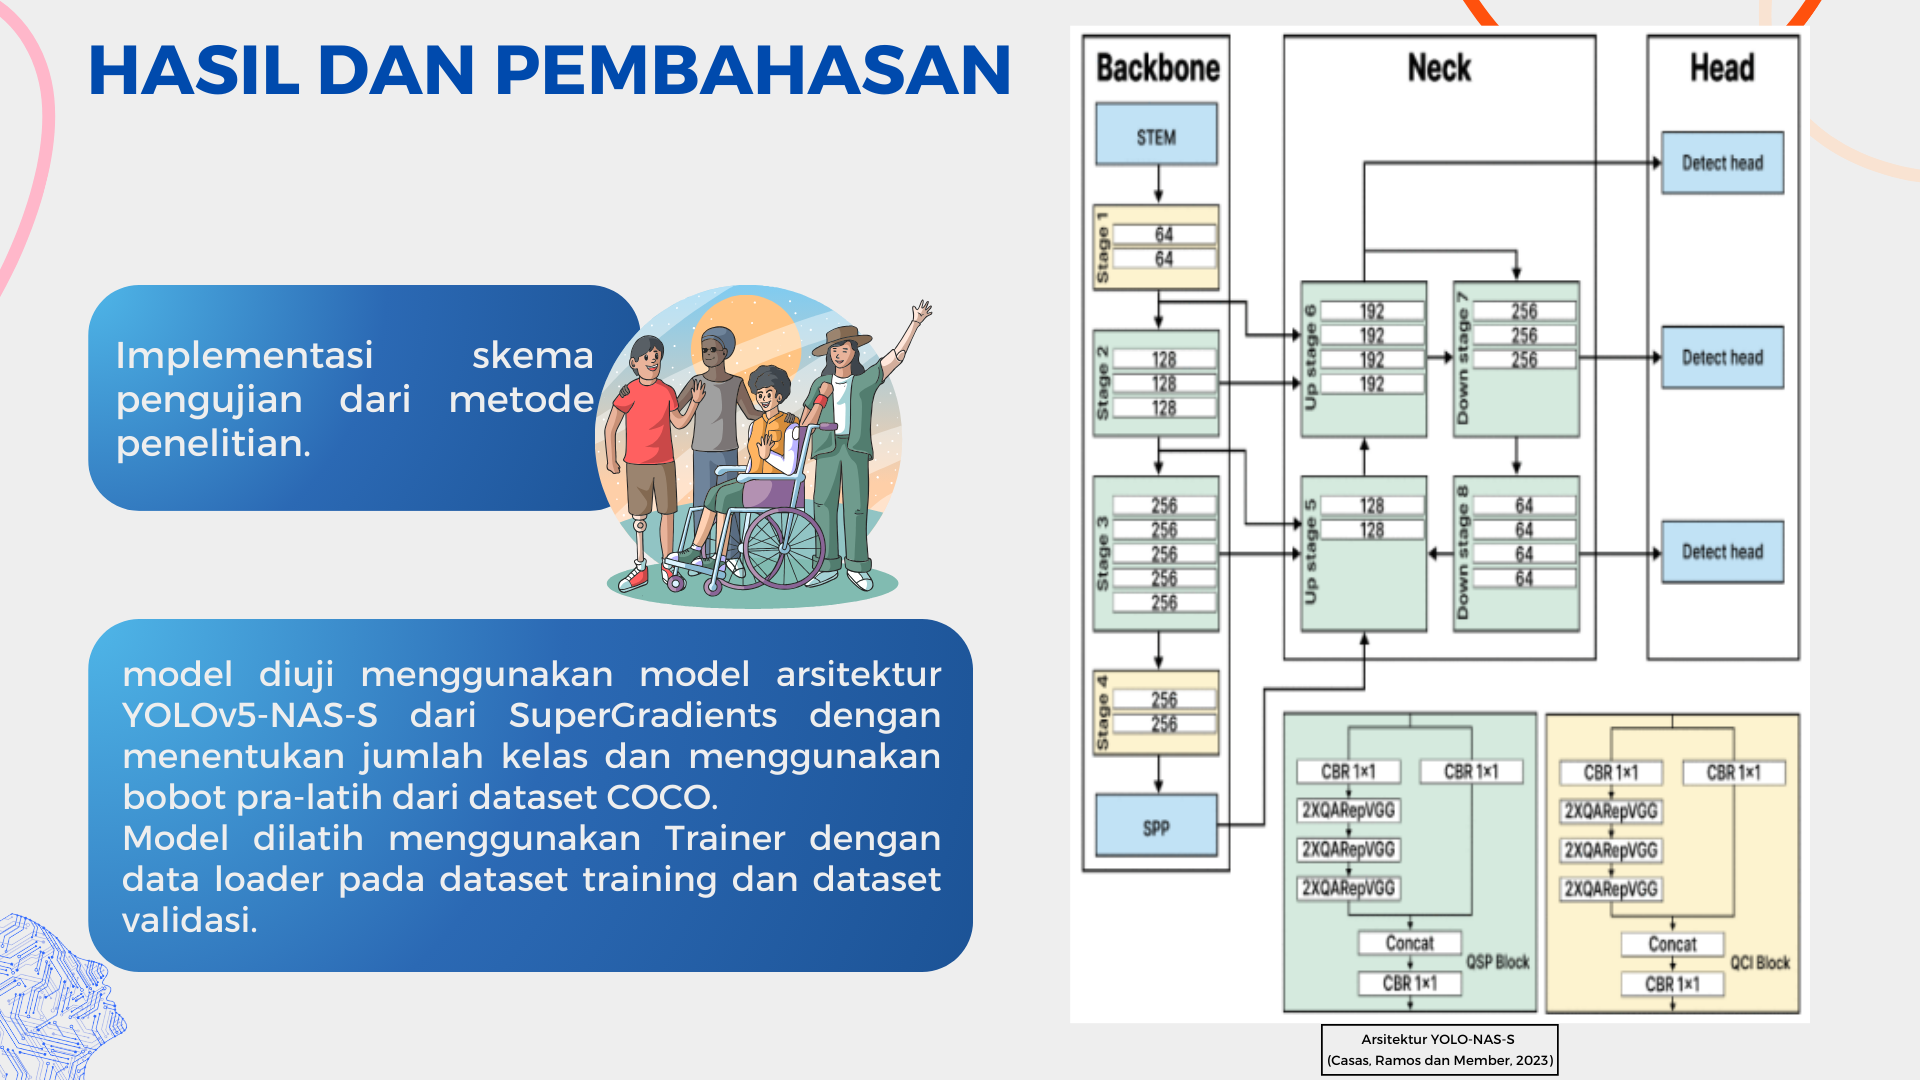 HASIL DAN PEMBAHASAN
Implementasi skema
pengujian dari metode
penelitian.
model diuji menggunakan model arsitektur
YOLOv5-NAS-S dari SuperGradients dengan
menentukan jumlah kelas dan menggunakan
bobot pra-latih dari dataset COCO.
Model dilatih menggunakan Trainer dengan
data loader pada dataset training dan dataset
validasi.
Backbone
STEM
Stage 1
64
64
Stage 2
128
128
128
Stage 3
256
256
256
256
256
Stage 4
256
256
SPP
Neck
Up stage 6
192
192
192
192
Down stage 7
256
256
256
Up stage 5
128
128
Down stage 8
64
64
64
64
Head
Detect head
Detect head
Detect head
CBR 1×1
CBR 1×1
2XQARepVGG
2XQARepVGG
2XQARepVGG
Concat
QSP Block
CBR 1×1
CBR 1×1
CBR 1×1
2XQARepVGG
2XQARepVGG
2XQARepVGG
Concat
QCI Block
CBR 1×1
Arsitektur YOLO-NAS-S
(Casas, Ramos dan Member, 2023)